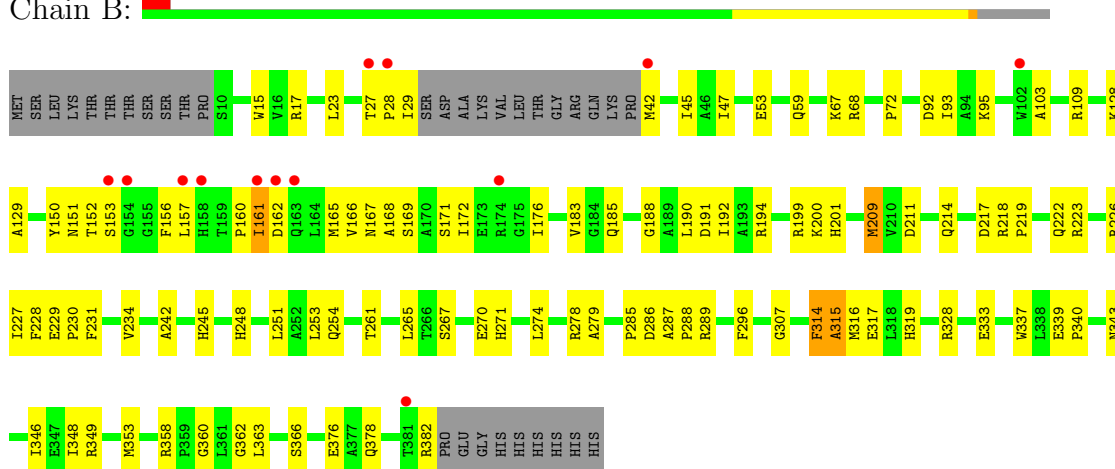 Chain B:
MET SER LEU LYS THR THR THR SER SER THR PRO S10 W15 V16 R17 L23 T27 P28 I29 SER ASP ALA LYS VAL LEU THR GLY ARG GLN LYS PRO M42 I45 A46 I47 E53 Q59 K67 R68 P72 D92 I93 A94 K95 W102 A103 R109 K128
A129 Y150 N151 T152 S153 G154 G155 F156 L157 H158 T159 P160 I161 D162 Q163 L164 M165 V166 N167 A168 S169 A170 S171 I172 E173 R174 G175 I176 V183 G184 Q185 G188 A189 L190 D191 I192 A193 R194 R199 K200 H201 M209 V210 D211 Q214 D217 R218 P219 Q222 R223
I227 F228 E229 P230 F231 V234 A242 H245 H248 L251 A252 L253 Q254 T261 L265 T266 S267 E270 H271 L274 R278 A279 P285 D286 A287 P288 R289 F296 G307 F314 A315 M316 E317 L318 H319 R328 E333 W337 L338 E339 P340
I346 E347 I348 R349 M353 R358 P359 G360 L361 G362 L363 S366 E376 A377 Q378 T381 R382 PRO GLU GLY HIS HIS HIS HIS HIS HIS